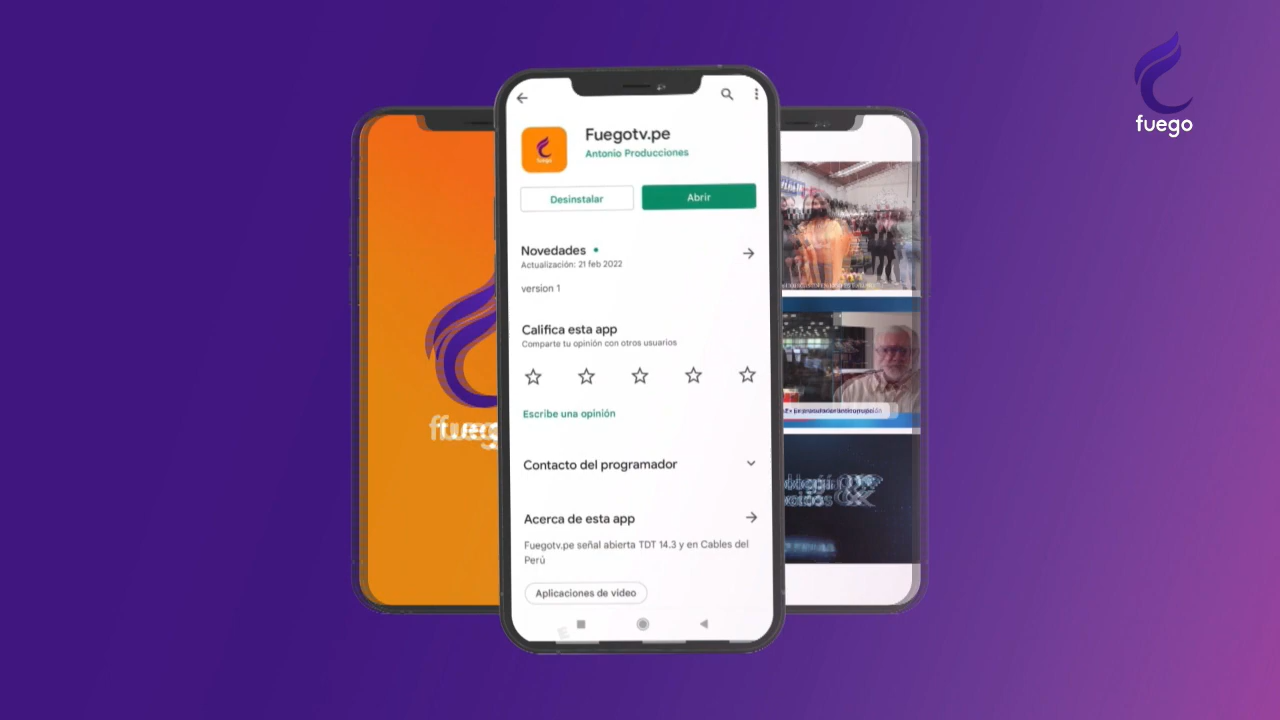 fuego
Fuegotv.pe
Antonio Producciones
fuego
Desinstalar
Abrir
Novedades
Actualización: 21 feb 2022
version 1
Califica esta app
Comparte tu opinión con otros usuarios
Escribe una opinión
Contacto del programador
Acerca de esta app
Fuegotv.pe señal abierta TDT 14.3 y en Cables del
Perú
Aplicaciones de video